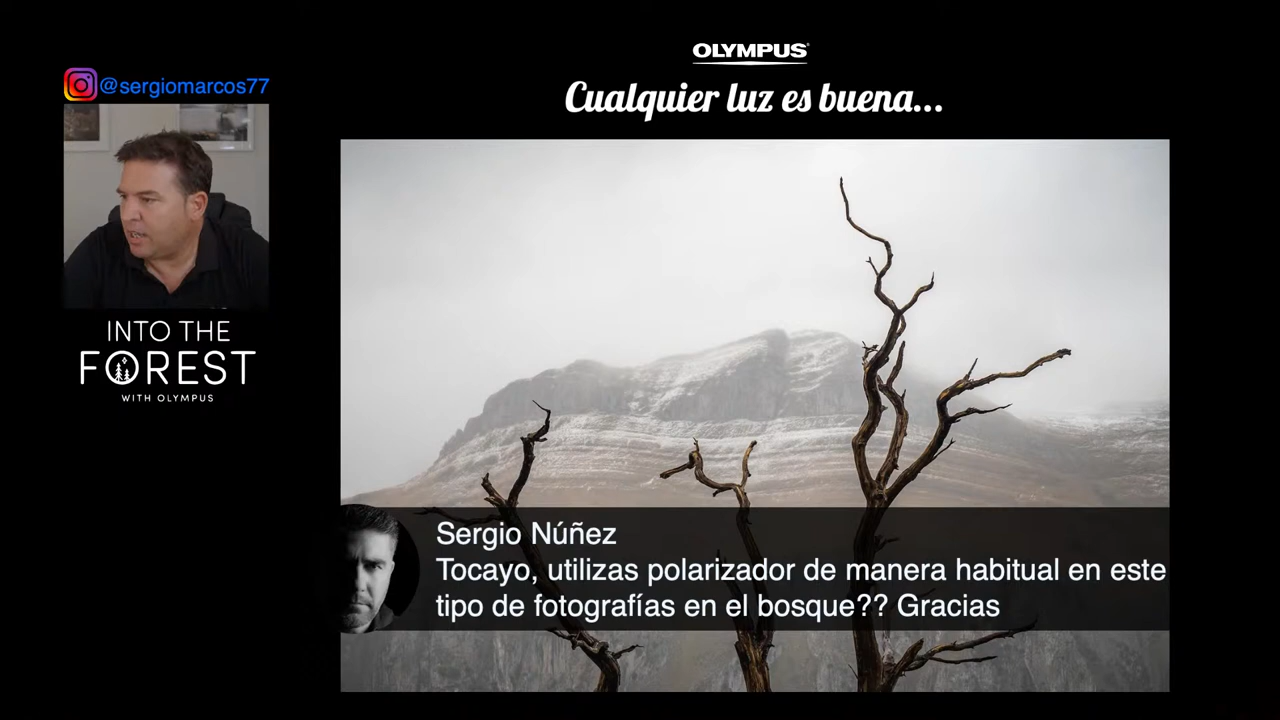 OLYMPUS
@sergiomarcos77
Cualquier luz es buena...
INTO THE
FOREST
WITH OLYMPUS
Sergio Núñez
Tocayo, utilizas polarizador de manera habitual en este
tipo de fotografías en el bosque?? Gracias